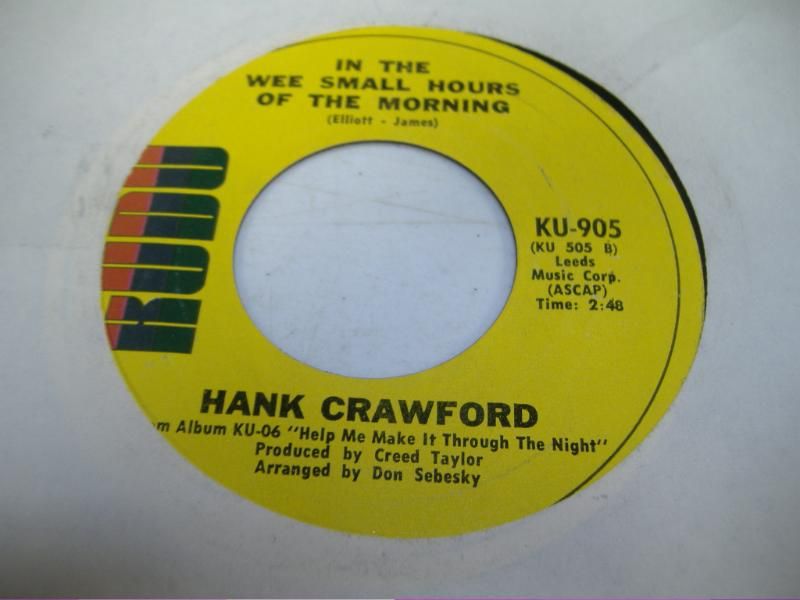 IN THE
WEE SMALL HOURS
OF THE MORNING
(Elliott - James)
KUDU
KU-905
(KU 505 B)
Leeds
Music Corp.
(ASCAP)
Time: 2:48
HANK CRAWFORD
m Album KU-06 "Help Me Make It Through The Night"
Produced by Creed Taylor
Arranged by Don Sebesky